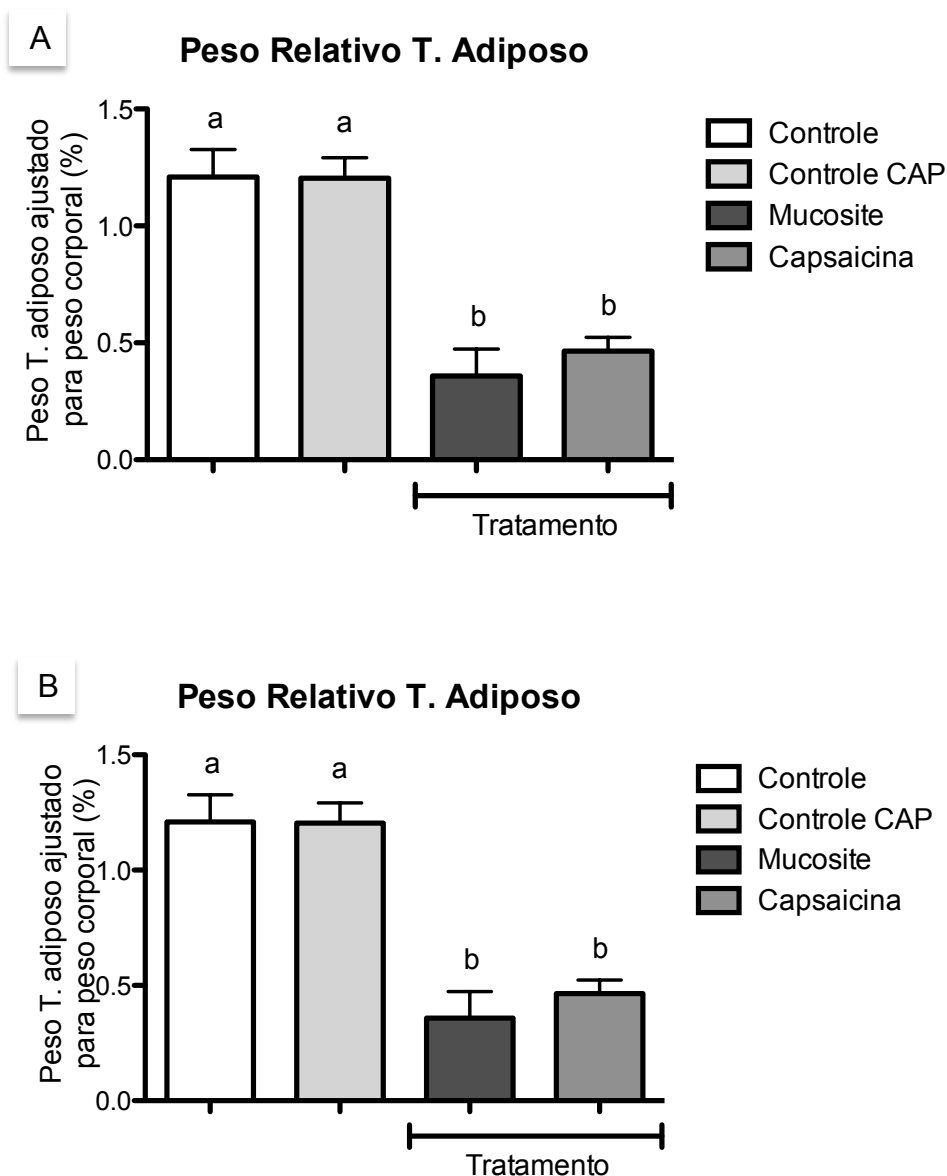 A
Peso Relativo T. Adiposo
Peso T. adiposo ajustado
para peso corporal (%)
1.5
1.0
0.5
0.0
a
a
b
b
Tratamento
Controle
Controle CAP
Mucosite
Capsaicina
B
Peso Relativo T. Adiposo
Peso T. adiposo ajustado
para peso corporal (%)
1.5
1.0
0.5
0.0
a
a
b
b
Tratamento
Controle
Controle CAP
Mucosite
Capsaicina